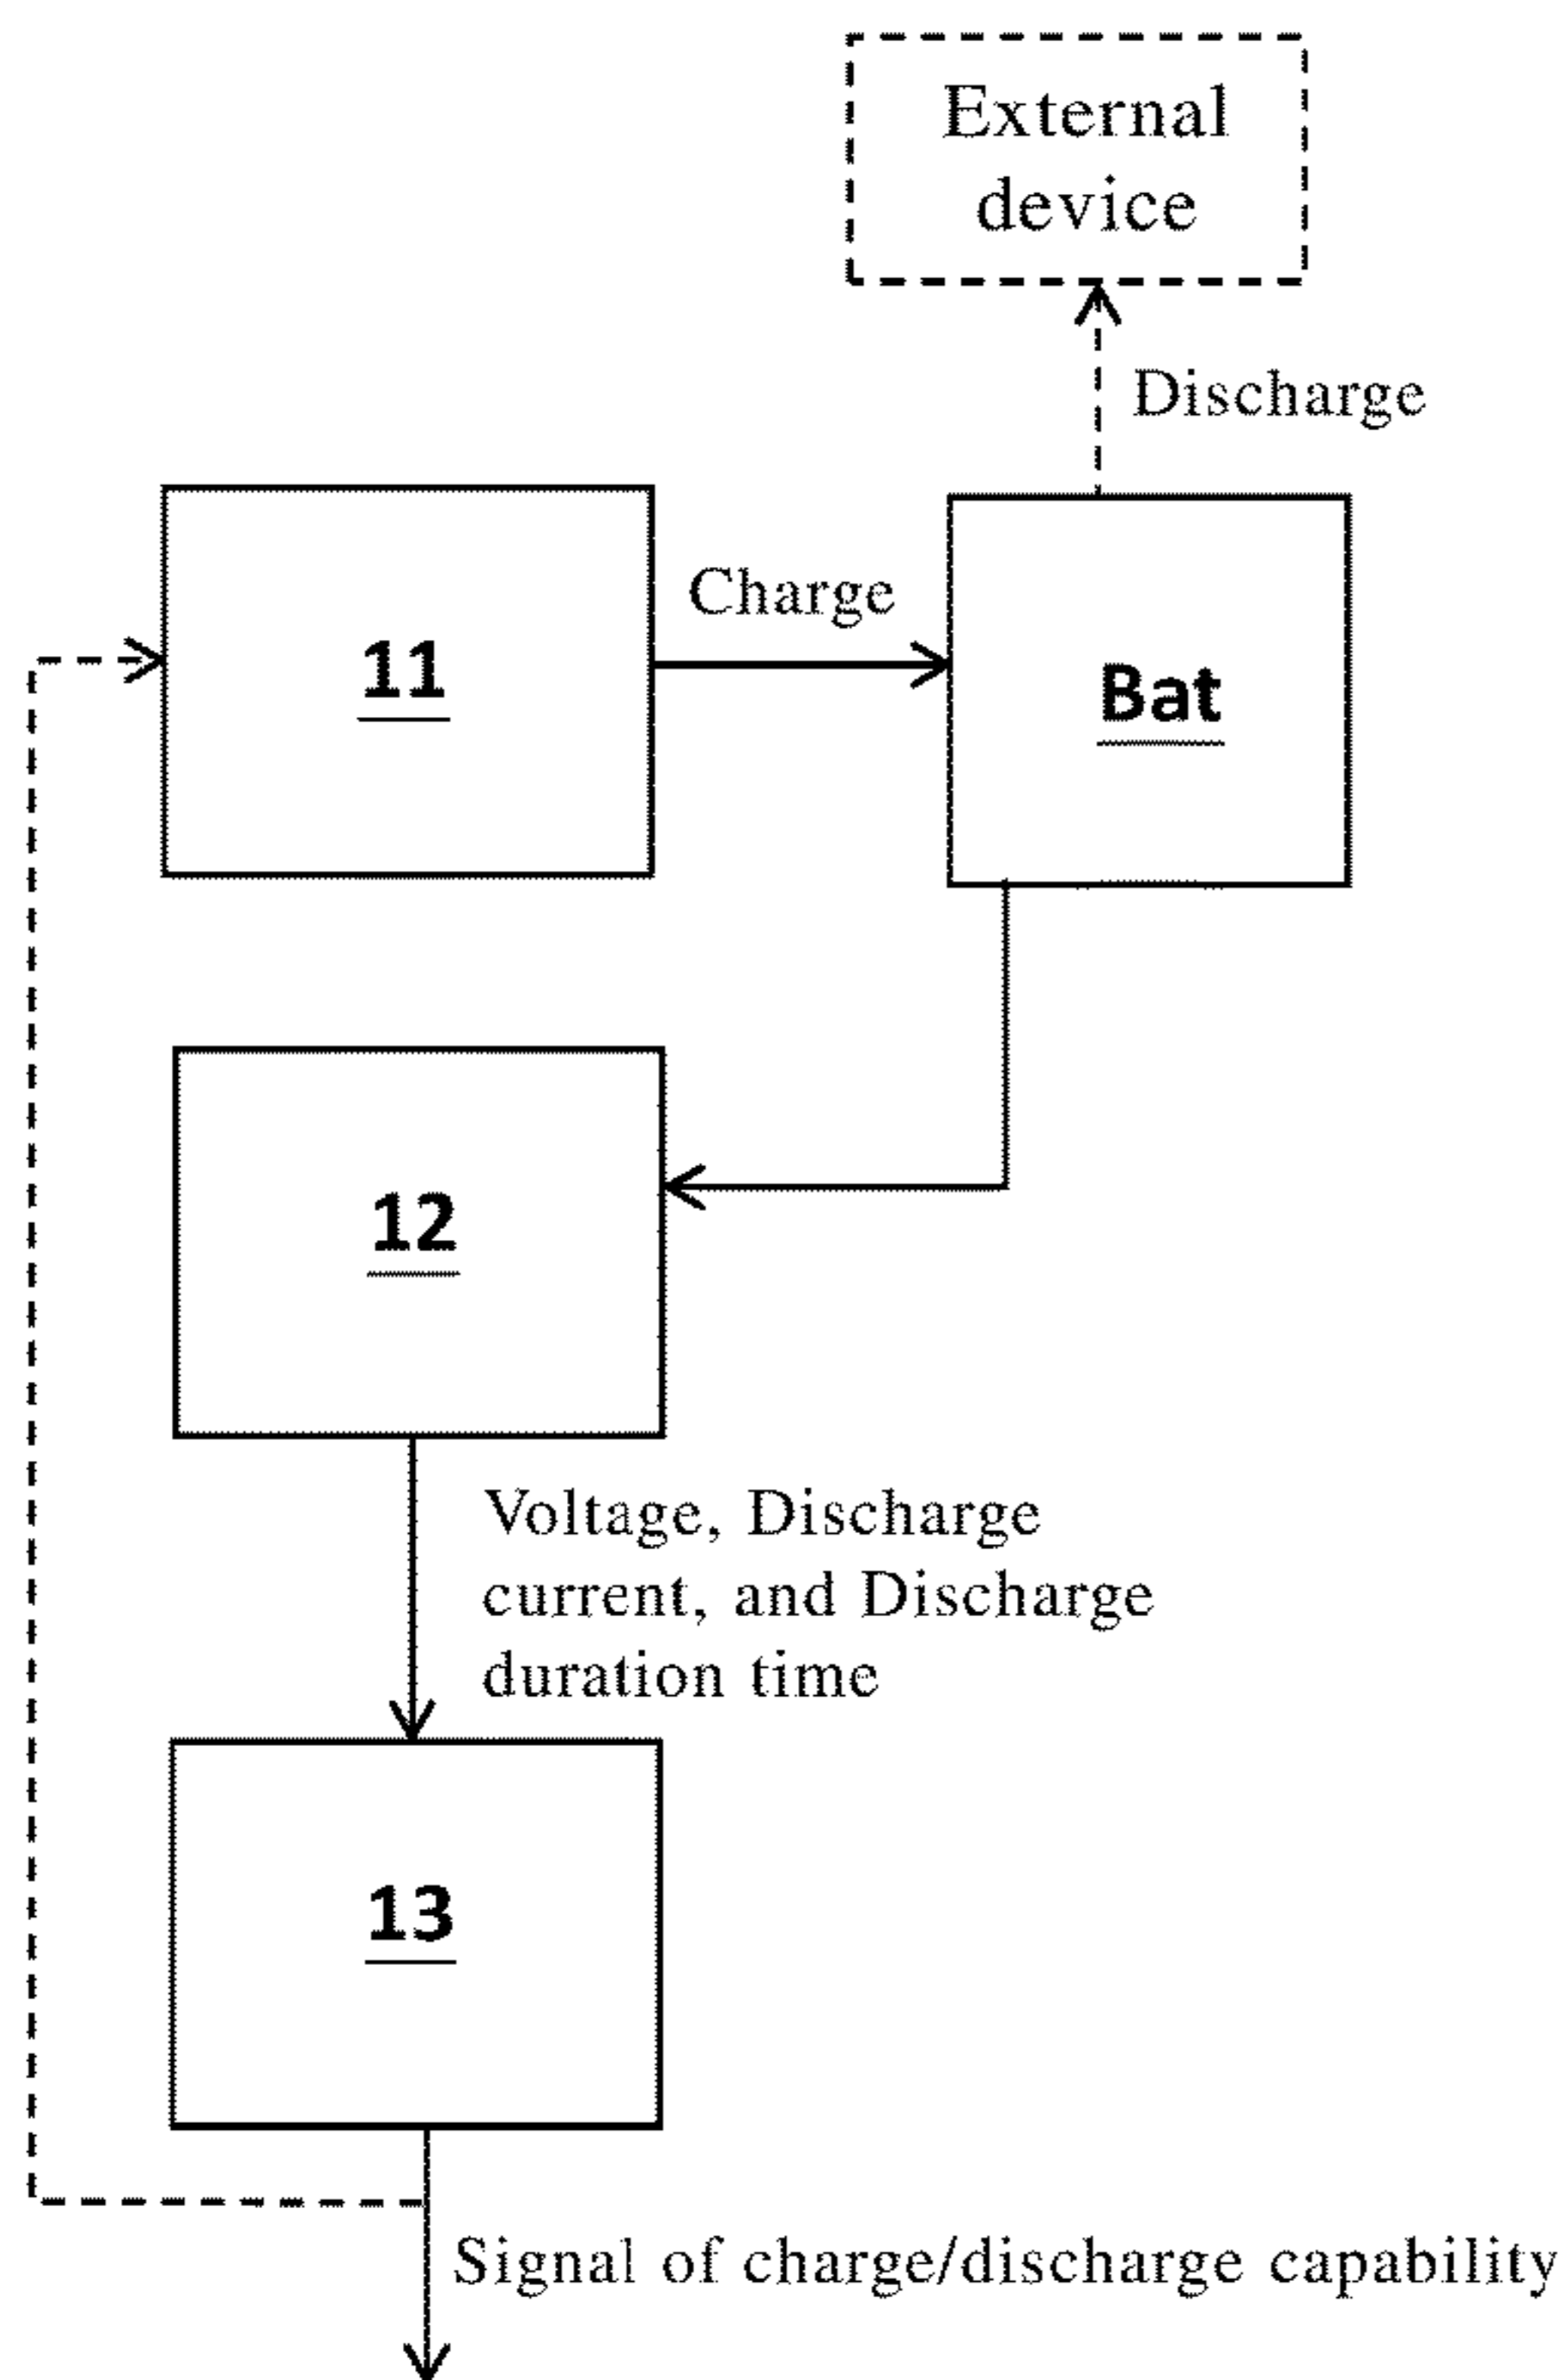 External
device
Discharge
Charge
11
Bat
12
Voltage, Discharge
current, and Discharge
duration time
13
Signal of charge/discharge capability